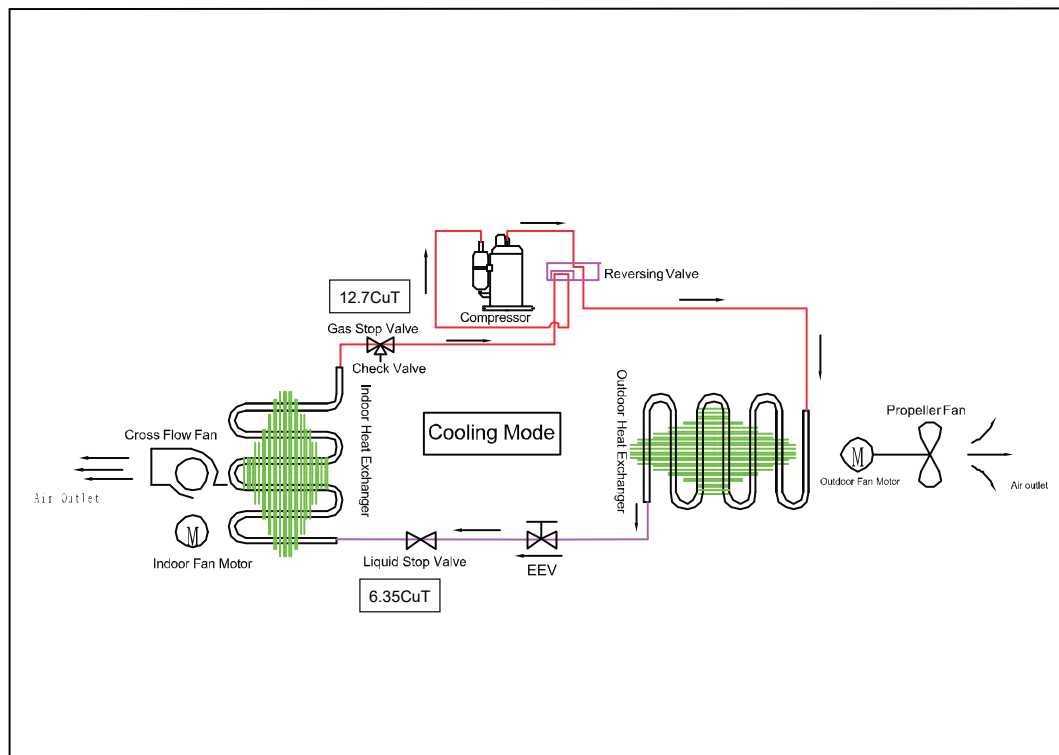 Reversing Valve
12.7CuT
Compressor
Gas Stop Valve
Check Valve
Indoor Heat Exchanger
Outdoor Heat Exchanger
Cooling Mode
Propeller Fan
Cross Flow Fan
M
Outdoor Fan Motor
Air outlet
Air Outlet
M
Indoor Fan Motor
Liquid Stop Valve
EEV
6.35CuT